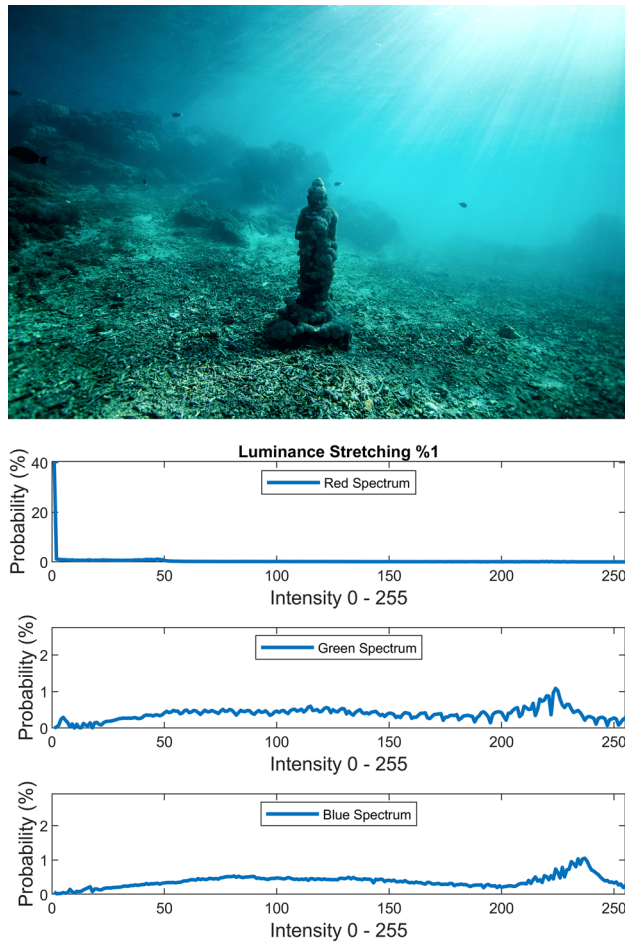 Luminance Stretching %1
Probability (%)
40
20
0
Red Spectrum
0 50 100 150 200 250
Intensity 0 - 255
Probability (%)
2
1
0
Green Spectrum
0 50 100 150 200 250
Intensity 0 - 255
Probability (%)
2
1
0
Blue Spectrum
0 50 100 150 200 250
Intensity 0 - 255